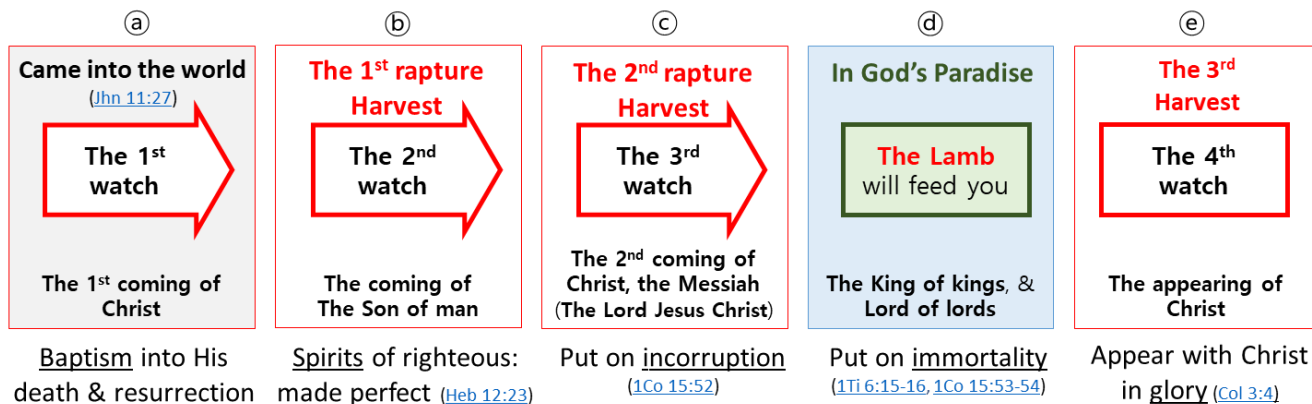 ⓐ
Came into the world
(Jhn 11:27)
The 1st
watch
The 1st coming of
Christ
Baptism into His
death & resurrection
ⓑ
The 1st rapture
Harvest
The 2nd
watch
The coming of
The Son of man
Spirits of righteous:
made perfect (Heb 12:23)
ⓒ
The 2nd rapture
Harvest
The 3rd
watch
The 2nd coming of
Christ, the Messiah
(The Lord Jesus Christ)
Put on incorruption
(1Co 15:52)
ⓓ
In God's Paradise
The Lamb
will feed you
The King of kings, &
Lord of lords
Put on immortality
(1Ti 6:15-16, 1Co 15:53-54)
ⓔ
The 3rd
Harvest
The 4th
watch
The appearing of
Christ
Appear with Christ
in glory (Col 3:4)